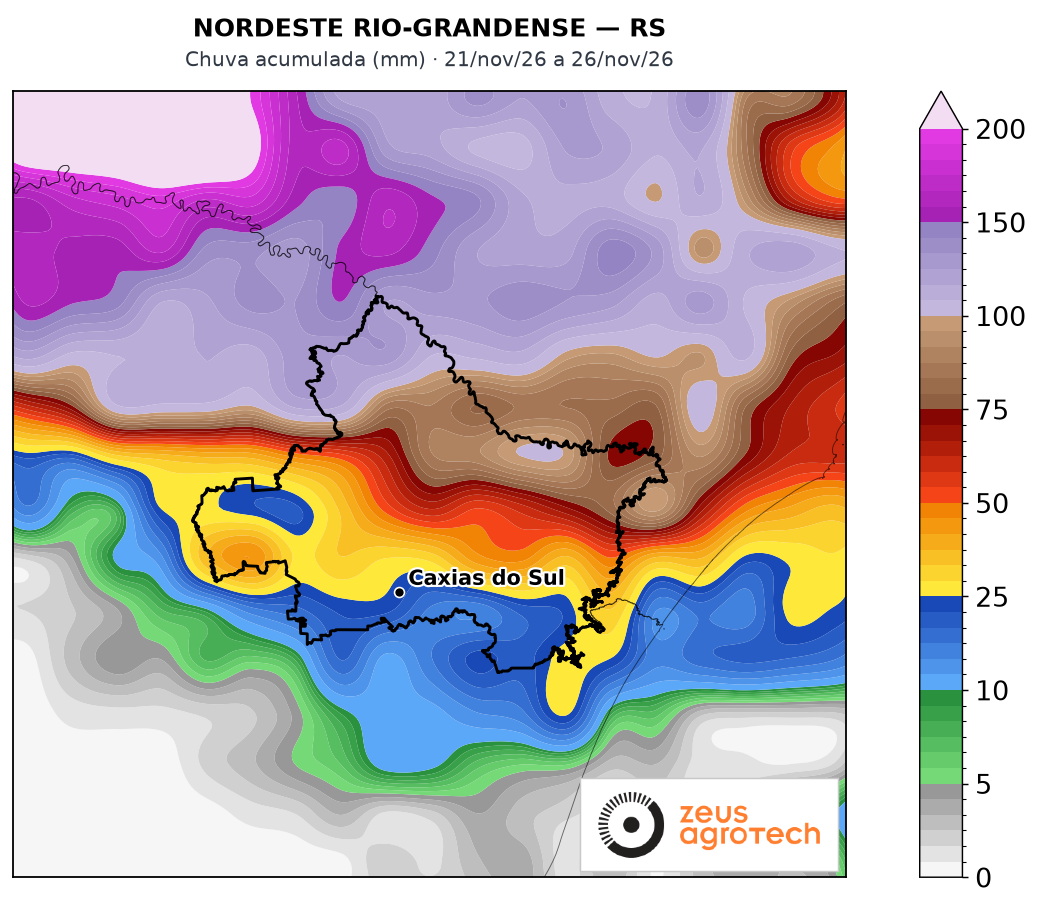 NORDESTE RIO-GRANDENSE — RS
Chuva acumulada (mm) · 21/nov/26 a 26/nov/26
200
150
100
75
50
25
10
5
0
Caxias do Sul
zeus
agrotech